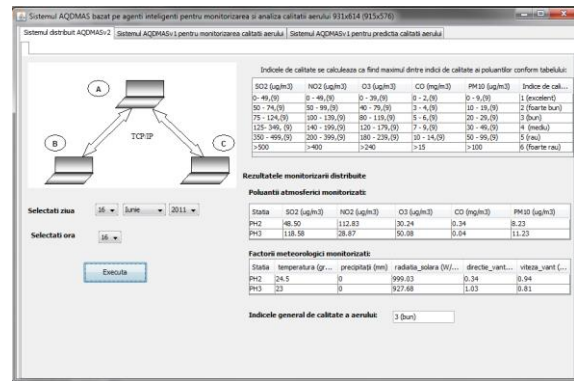 Sistemul AQDMAS bazat pe agenti inteligenti pentru monitorizarea si analiza calitatii aerului 931x614 (915x576)
Sistemul distribuit AQDMASv2 Sistemul AQDMASv1 pentru monitorizarea calitatii aerului Sistemul AQDMASv1 pentru predictia calitatii aerului
Indicele de calitate se calculeaza ca fiind maximul dintre indici de calitate ai poluantilor conform tabelului:
SO2 (ug/m3) NO2 (ug/m3) O3 (ug/m3) CO (mg/m3) PM10 (ug/m3) Indice de cali...
0- 49,(9) 0 - 49,(9) 0 - 39,(9) 0 - 2,(9) 0 - 9,(9) 1 (excelent)
50 - 74,(9) 50 - 99,(9) 40 - 79,(9) 3 - 4,(9) 10 - 19,(9) 2 (foarte bun)
75 - 124,(9) 100 - 139,(9) 80 - 119,(9) 5 - 6,(9) 20 - 29,(9) 3 (bun)
125- 349, (9) 140 - 199,(9) 120 - 179,(9) 7 - 9,(9) 30 - 49,(9) 4 (mediu)
350 - 499,(9) 200 - 399,(9) 180 - 239,(9) 10 - 14,(9) 50 - 99,(9) 5 (rau)
>500 >400 >240 >15 >100 6 (foarte rau)
A
TCP/IP
B
C
Rezultatele monitorizarii distribuite
Poluantii atmosferici monitorizati:
Statia SO2 (ug/m3) NO2 (ug/m3) O3 (ug/m3) CO (mg/m3) PM10 (ug/m3)
PH2 48.50 112.83 30.24 0.34 8.23
PH3 118.58 28.87 50.08 0.04 11.23
Selectati ziua 16 Iunie 2011
Selectati ora 16
Executa
Factorii meteorologici monitorizati:
Statia temperatura (gr... precipitații (mm) radiatia_solara (W/... directie_vant... viteza_vant (...
PH2 24.5 0 999.03 0.34 0.94
PH3 23 0 927.68 1.03 0.81
Indicele general de calitate a aerului: 3 (bun)